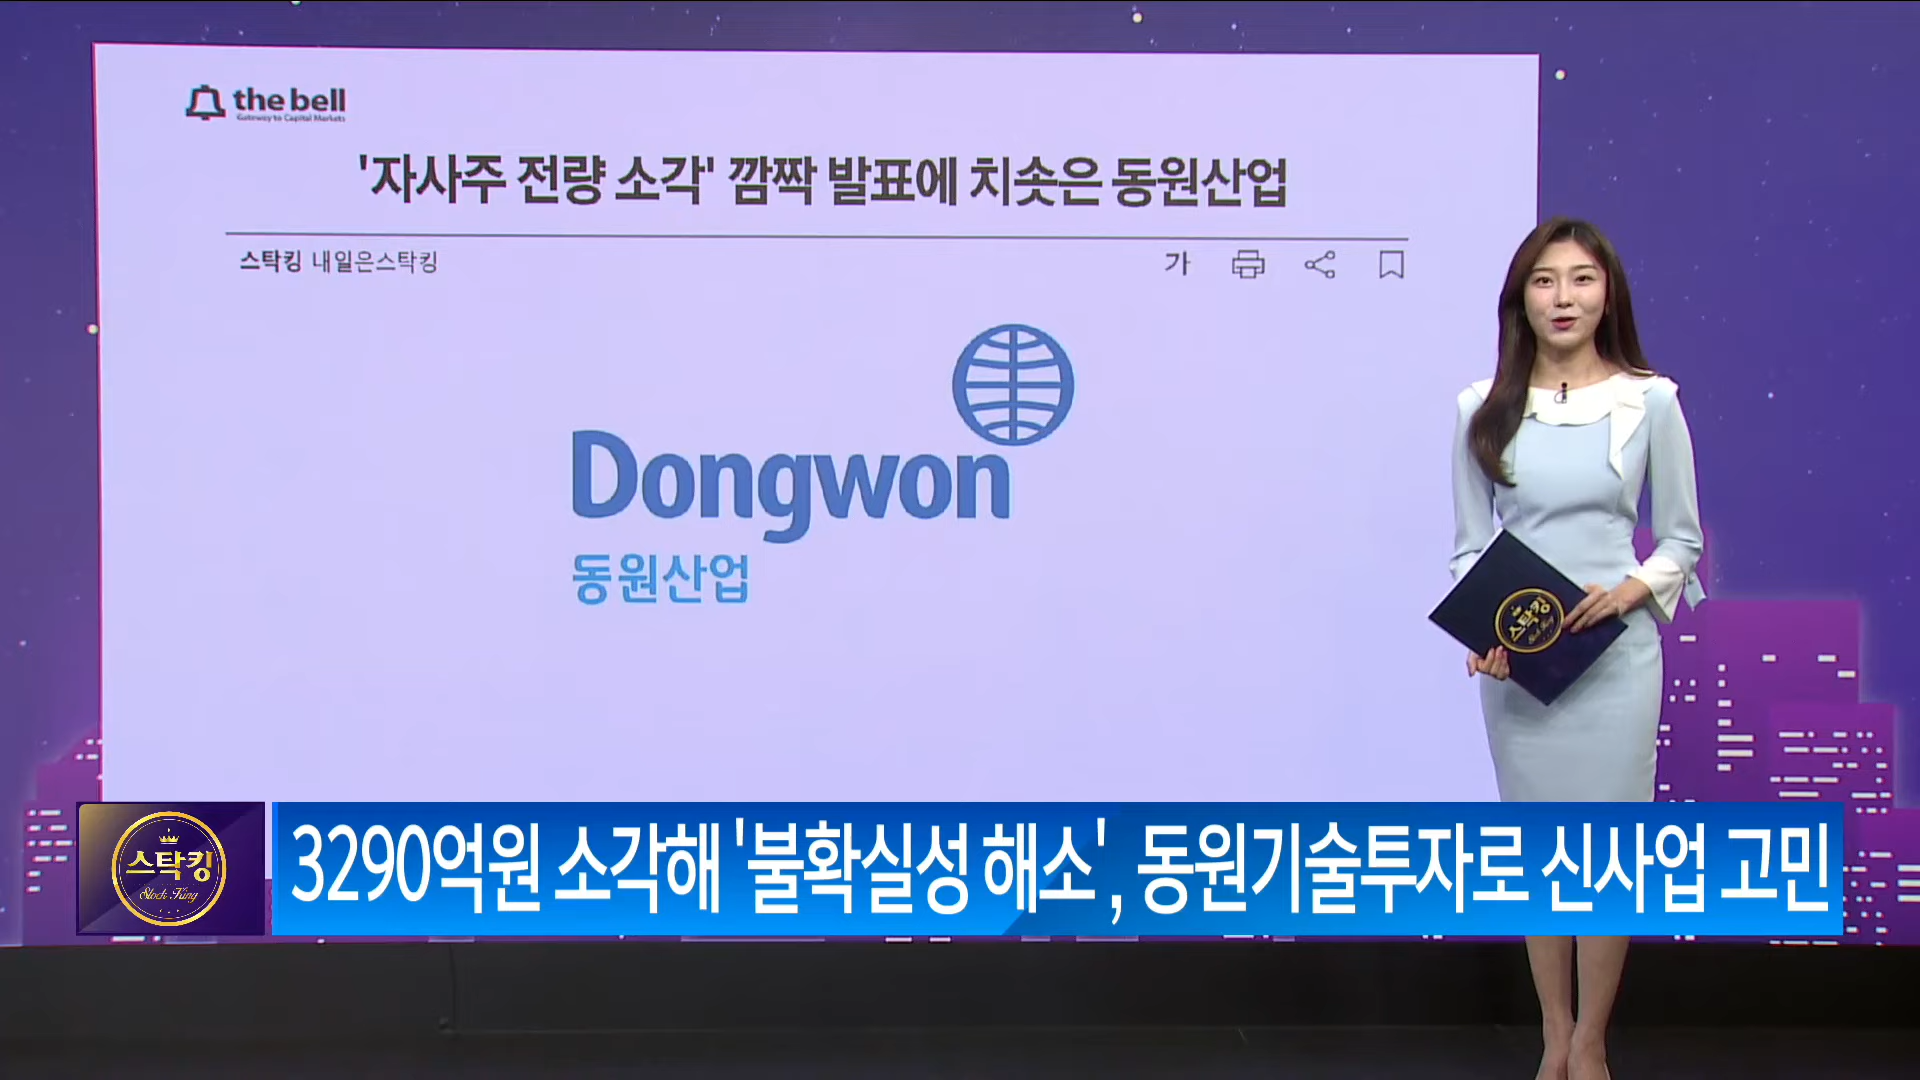 the bell
Gateway to Capital Markets
'자사주 전량 소각' 깜짝 발표에 치솟은 동원산업
스탁킹 내일은스탁킹
가
Dongwon
동원산업
스탁킹
Stock King
스탁킹
Stock King
3290억원 소각해 '불확실성 해소', 동원기술투자로 신사업 고민